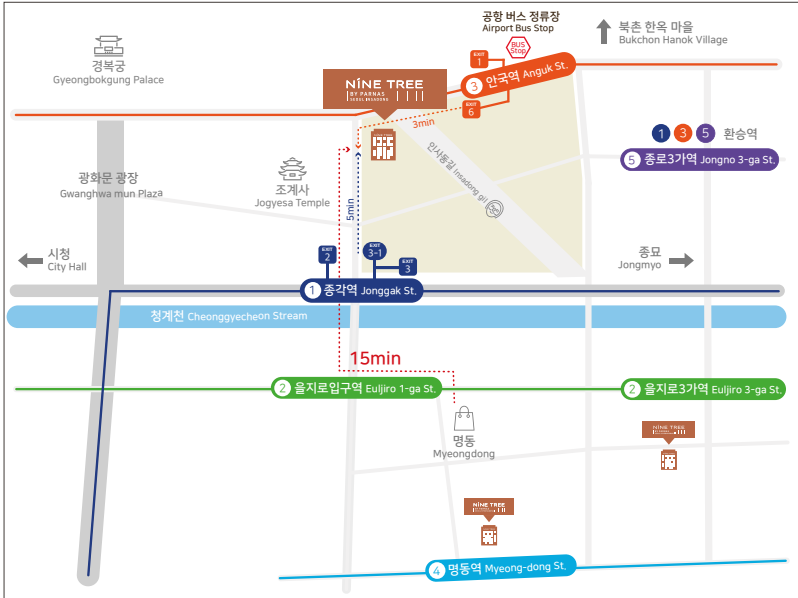 공항 버스 정류장
Airport Bus Stop
BUS
Stop
북촌 한옥 마을
Bukchon Hanok Village
경복궁
Gyeongbokgung Palace
EXIT
1
3 안국역 Anguk St.
NiNE TREE
BY PARNAS
SEOUL INSADONG
EXIT
6
3min
1 3 5 환승역
5 종로3가역 Jongno 3-ga St.
인사동길 Insadong gil
광화문 광장
Gwanghwa mun Plaza
조계사
Jogyesa Temple
5min
시청
City Hall
EXIT
2
EXIT
3-1
EXIT
3
종묘
Jongmyo
1 종각역 Jonggak St.
청계천 Cheonggyecheon Stream
15min
2 을지로입구역 Euljiro 1-ga St.
2 을지로3가역 Euljiro 3-ga St.
명동
Myeongdong
NiNE TREE
NiNE TREE
4 명동역 Myeong-dong St.